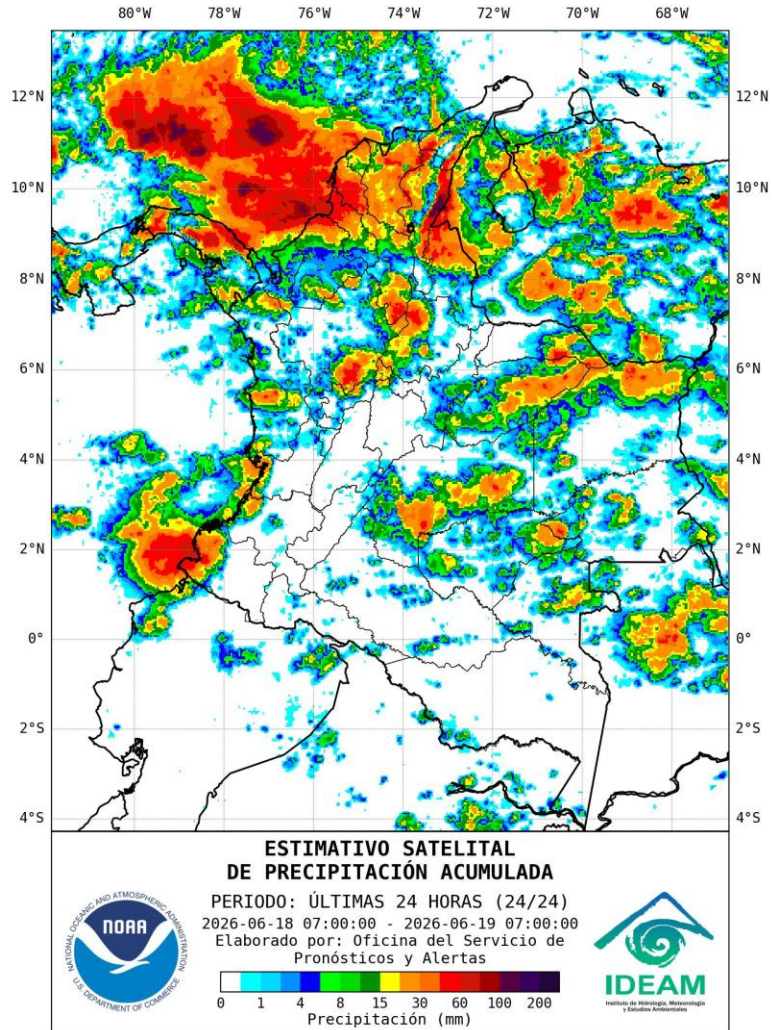 80°W 78°W 76°W 74°W 72°W 70°W 68°W
12°N 12°N
10°N 10°N
8°N 8°N
6°N 6°N
4°N 4°N
2°N 2°N
0° 0°
2°S 2°S
4°S 4°S
ESTIMATIVO SATELITAL
DE PRECIPITACIÓN ACUMULADA
PERIODO: ÚLTIMAS 24 HORAS (24/24)
2026-06-18 07:00:00 - 2026-06-19 07:00:00
Elaborado por: Oficina del Servicio de
Pronósticos y Alertas
0 1 4 8 15 30 60 100 200
Precipitación (mm)
NATIONAL OCEANIC AND ATMOSPHERIC ADMINISTRATION
NOAA
U.S. DEPARTMENT OF COMMERCE
IDEAM
Instituto de Hidrología, Meteorología
y Estudios Ambientales